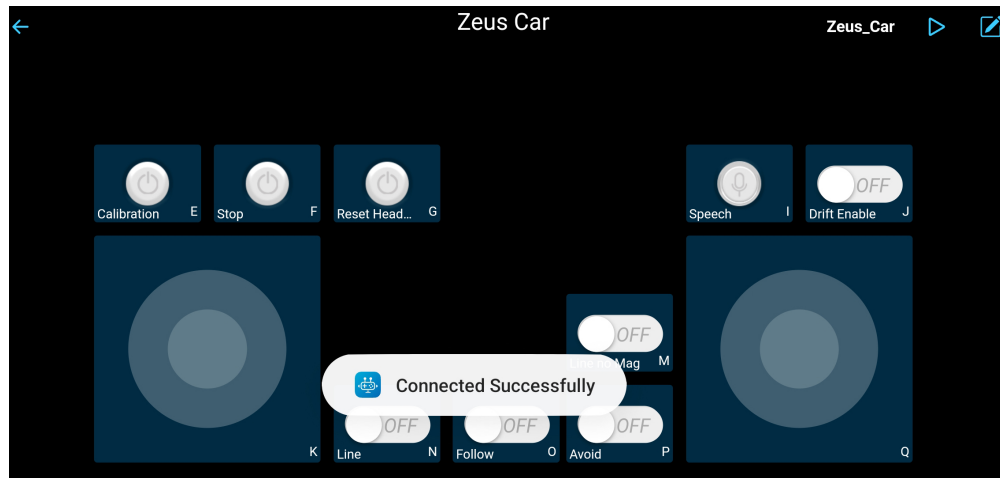 Zeus Car
Zeus_Car
Calibration E
Stop F
Reset Head... G
Speech I
OFF
Drift Enable J
OFF
Mag M
Connected Successfully
K
OFF
Line N
OFF
Follow O
OFF
Avoid P
Q